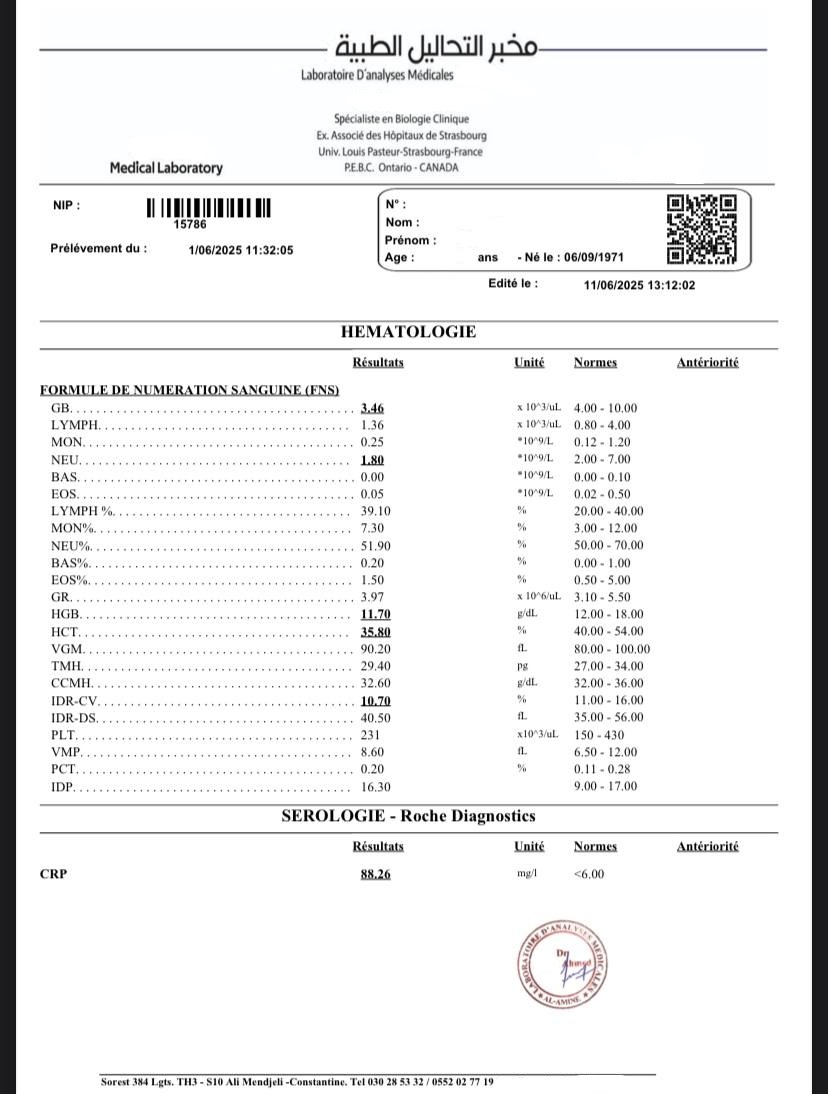 مخبر التحاليل الطبية
Laboratoire D'analyses Médicales
Spécialiste en Biologie Clinique
Ex. Associé des Hôpitaux de Strasbourg
Univ. Louis Pasteur-Strasbourg-France
P.E.B.C. Ontario - CANADA
Medical Laboratory
NIP :
15786
Prélévement du : 1/06/2025 11:32:05
N° :
Nom :
Prénom :
Age : ans - Né le : 06/09/1971
Edité le : 11/06/2025 13:12:02
HEMATOLOGIE
Résultats Unité Normes Antériorité
FORMULE DE NUMERATION SANGUINE (FNS)
GB. 3.46 x 10^3/uL 4.00 - 10.00
LYMPH. 1.36 x 10^3/uL 0.80 - 4.00
MON. 0.25 *10^9/L 0.12 - 1.20
NEU. 1.80 *10^9/L 2.00 - 7.00
BAS. 0.00 *10^9/L 0.00 - 0.10
EOS. 0.05 *10^9/L 0.02 - 0.50
LYMPH %. 39.10 % 20.00 - 40.00
MON%. 7.30 % 3.00 - 12.00
NEU%. 51.90 % 50.00 - 70.00
BAS%. 0.20 % 0.00 - 1.00
EOS%. 1.50 % 0.50 - 5.00
GR. 3.97 x 10^6/uL 3.10 - 5.50
HGB. 11.70 g/dL 12.00 - 18.00
HCT. 35.80 % 40.00 - 54.00
VGM. 90.20 fL 80.00 - 100.00
TMH. 29.40 pg 27.00 - 34.00
CCMH. 32.60 g/dL 32.00 - 36.00
IDR-CV. 10.70 % 11.00 - 16.00
IDR-DS. 40.50 fL 35.00 - 56.00
PLT. 231 x10^3/uL 150 - 430
VMP. 8.60 fL 6.50 - 12.00
PCT. 0.20 % 0.11 - 0.28
IDP. 16.30 9.00 - 17.00
SEROLOGIE - Roche Diagnostics
Résultats Unité Normes Antériorité
CRP 88.26 mg/l <6.00
LABORATOIRE D'ANALYSES MEDICALES
Dr
AL-AMINE
Sorest 384 Lgts. TH3 - S10 Ali Mendjeli -Constantine. Tel 030 28 53 32 / 0552 02 77 19